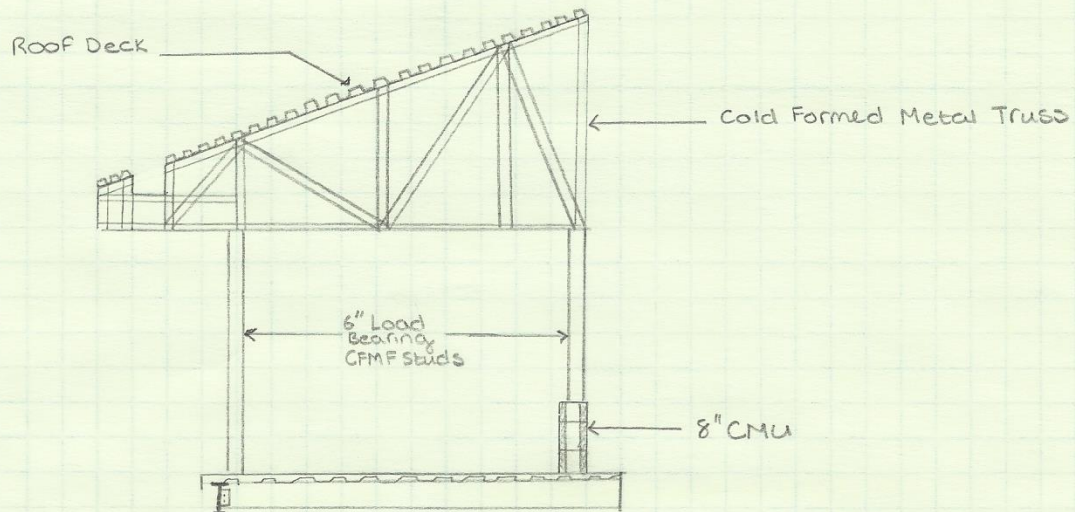 Roof Deck
Cold Formed Metal Truss
6" Load
Bearing
CFMF Studs
8" CMU